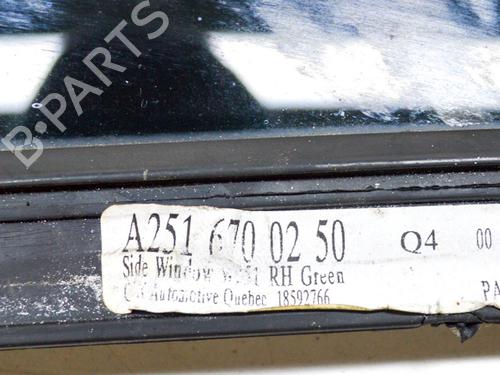 B-PARTS
A251 670 02 50 Q4 00
Side Window W251 RH Green
Automotive Quebec 18592766
PA